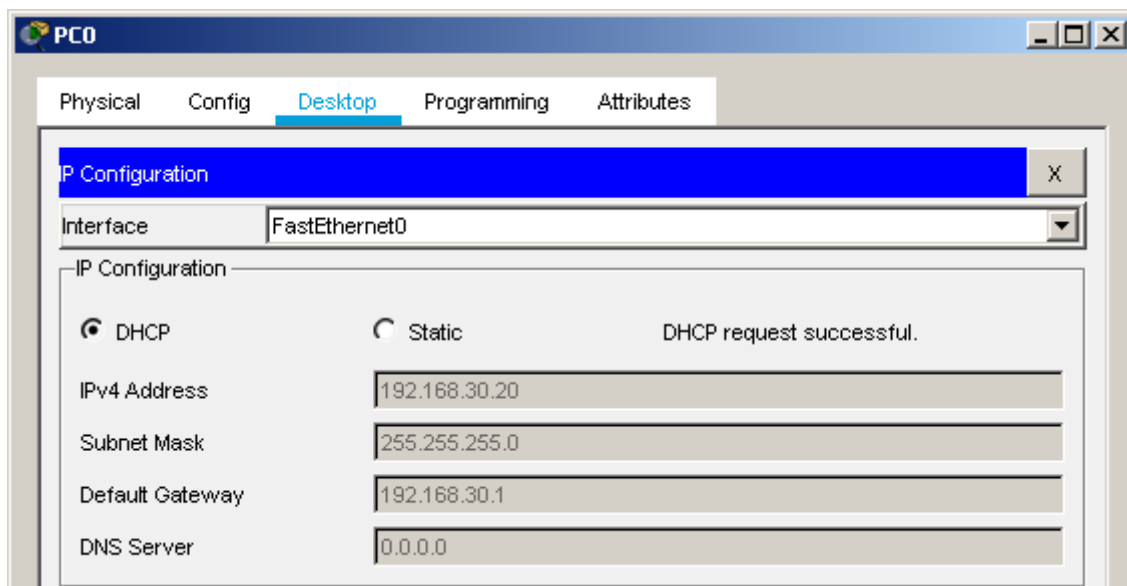 PC0
Physical Config Desktop Programming Attributes
IP Configuration X
Interface FastEthernet0
IP Configuration
DHCP Static DHCP request successful.
IPv4 Address 192.168.30.20
Subnet Mask 255.255.255.0
Default Gateway 192.168.30.1
DNS Server 0.0.0.0